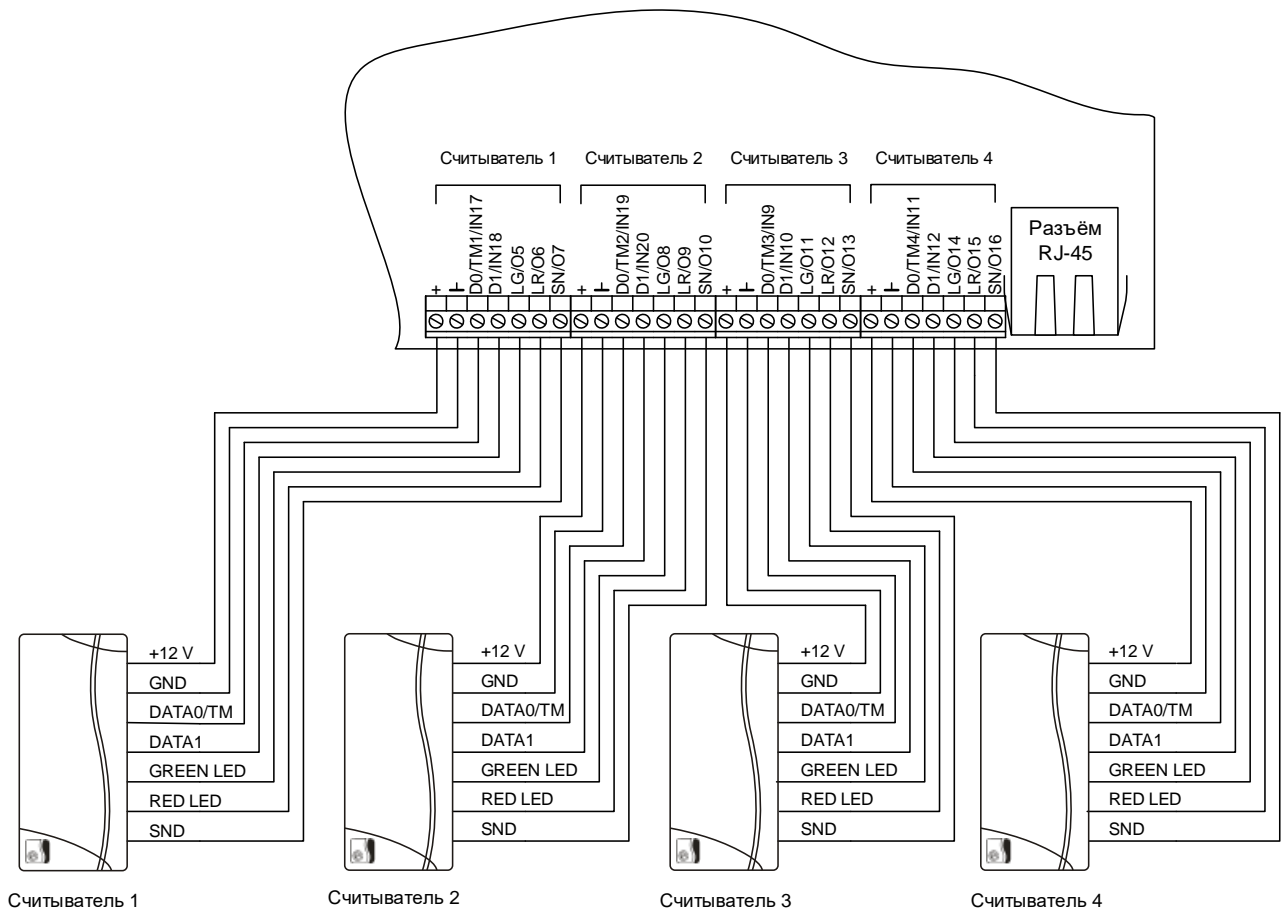 Считыватель 1
Считыватель 2
Считыватель 3
Считыватель 4
+
D0/TM1/IN17
D1/IN18
LG/O5
LR/O6
SN/O7
+
D0/TM2/IN19
D1/IN20
LG/O8
LR/O9
SN/O10
+
D0/TM3/IN9
D1/IN10
LG/O11
LR/O12
SN/O13
+
D0/TM4/IN11
D1/IN12
LG/O14
LR/O15
SN/O16
Разъём
RJ-45
+12 V
GND
DATA0/TM
DATA1
GREEN LED
RED LED
SND
+12 V
GND
DATA0/TM
DATA1
GREEN LED
RED LED
SND
+12 V
GND
DATA0/TM
DATA1
GREEN LED
RED LED
SND
+12 V
GND
DATA0/TM
DATA1
GREEN LED
RED LED
SND
Считыватель 1
Считыватель 2
Считыватель 3
Считыватель 4